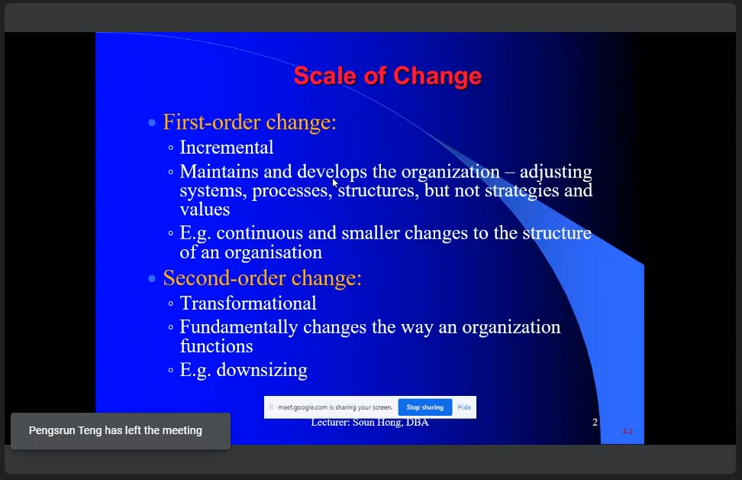 Scale of Change
First-order change:
Incremental
Maintains and develops the organization – adjusting
systems, processes, structures, but not strategies and
values
E.g. continuous and smaller changes to the structure
of an organisation
Second-order change:
Transformational
Fundamentally changes the way an organization
functions
E.g. downsizing
meet.google.com is sharing your screen. Stop sharing Hide
Lecturer: Soun Hong, DBA 2
Pengsrun Teng has left the meeting